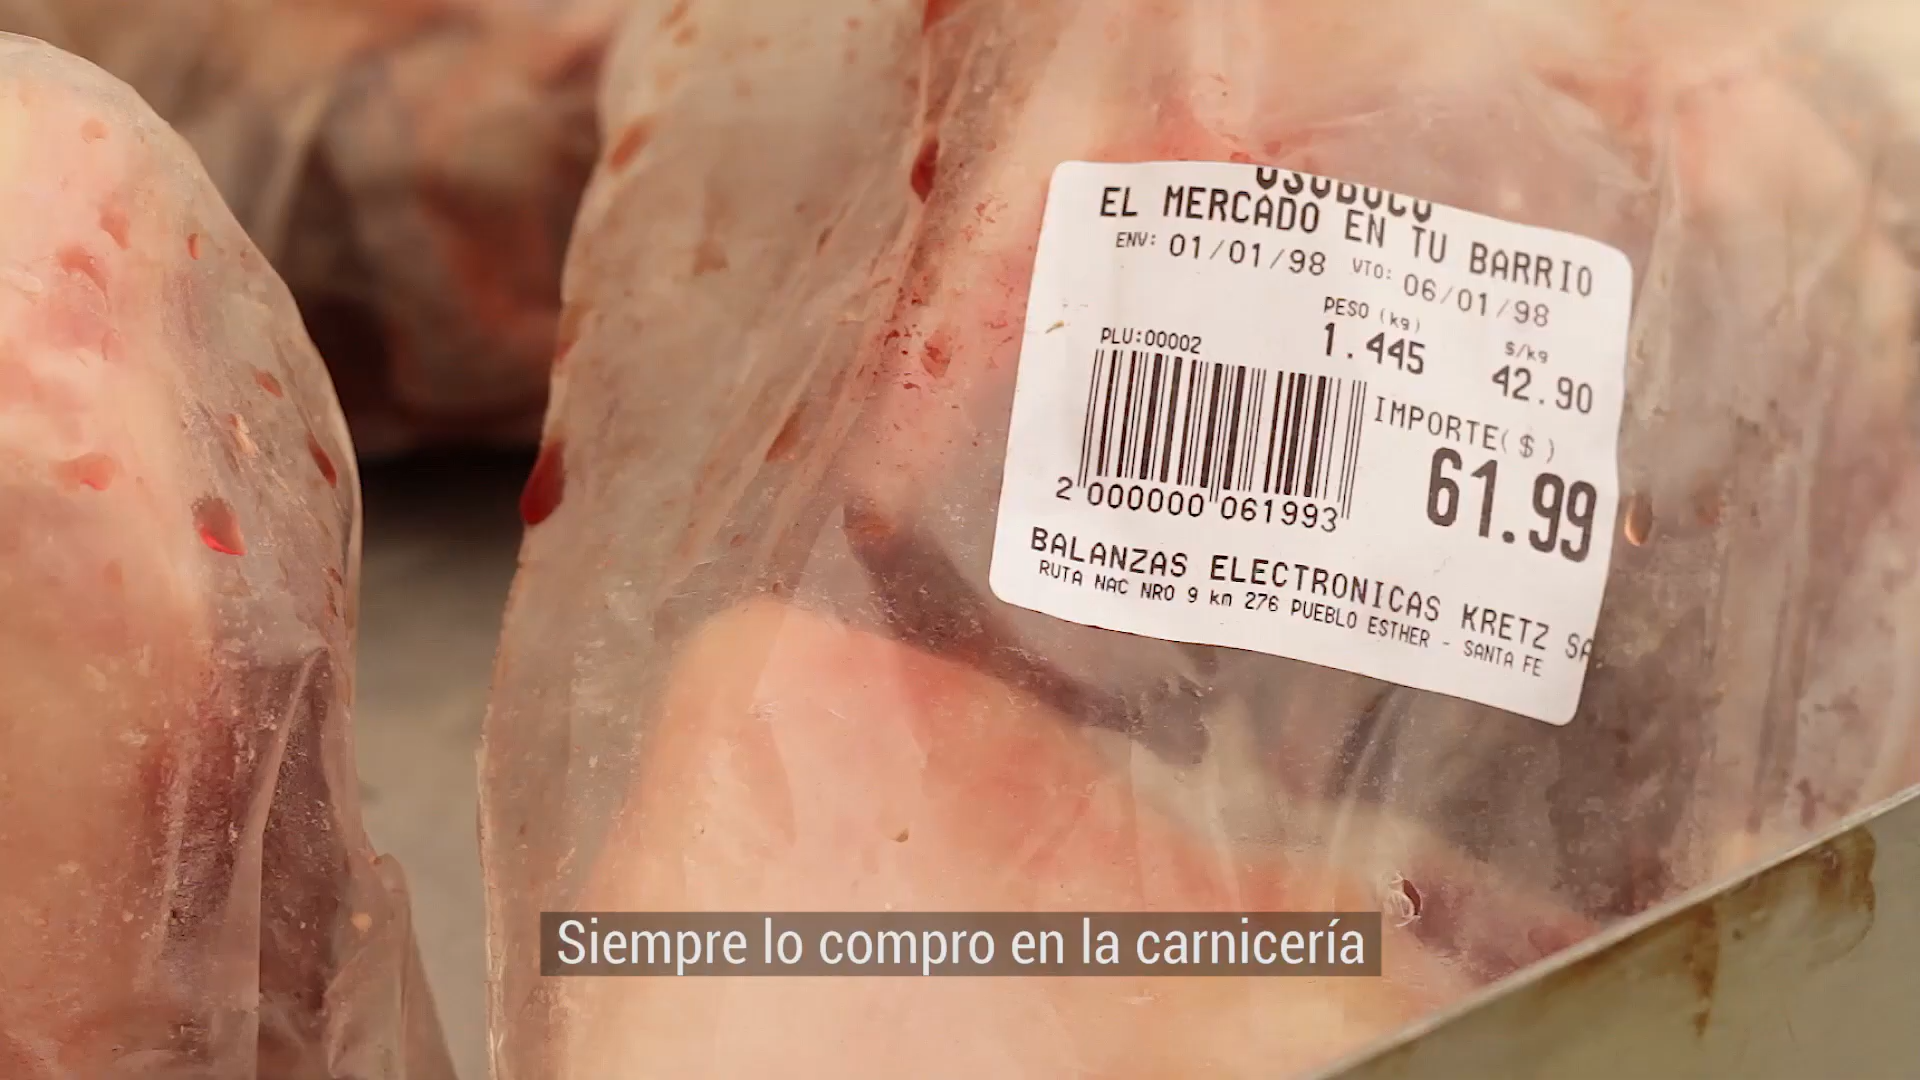 OSOBUCO
EL MERCADO EN TU BARRIO
ENV: 01/01/98 VTO: 06/01/98
PESO (kg)
1.445
$/kg
42.90
PLU:00002
IMPORTE($)
61.99
2 000000 061993
BALANZAS ELECTRONICAS KRETZ SA
RUTA NAC NRO 9 km 276 PUEBLO ESTHER - SANTA FE
Siempre lo compro en la carnicería